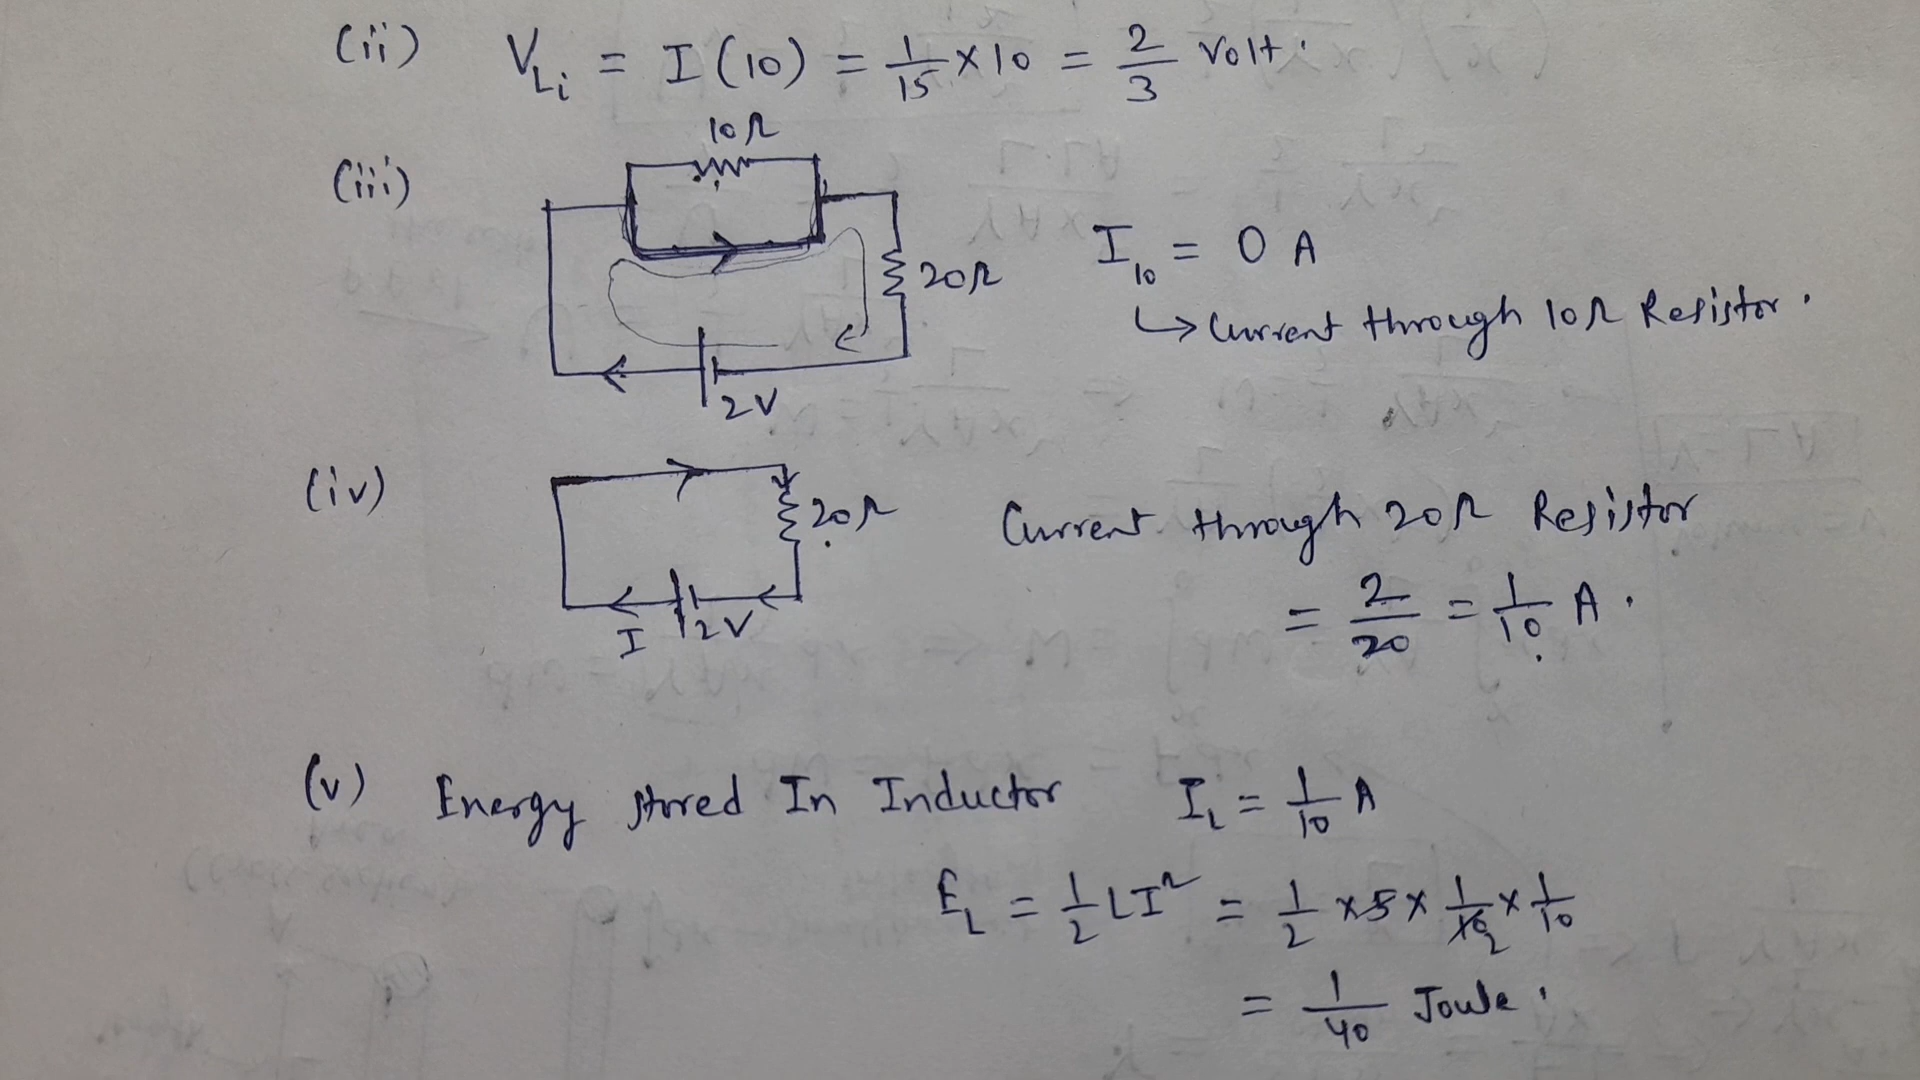 (ii) V_Li = I(10) = 1/15 × 10 = 2/3 Volt.
10Ω
(iii)
20Ω
I_10 = 0 A
↳ Current through 10Ω Resistor.
2V
(iv)
20Ω
I
2V
Current through 20Ω Resistor
= 2/20 = 1/10 A.
(v) Energy stored In Inductor I_L = 1/10 A
E_L = 1/2 LI² = 1/2 × 5 × 1/10 2 × 1/10
= 1/40 Joule.